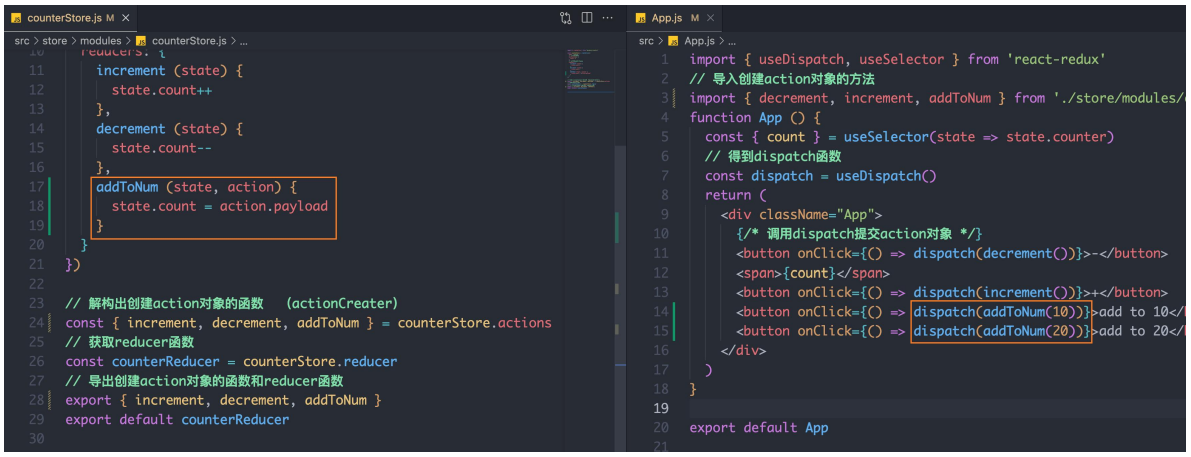 JS counterStore.js M ×
src > store > modules > JS counterStore.js > ...
10 reducers: {
11 increment (state) {
12 state.count++
13 },
14 decrement (state) {
15 state.count--
16 },
17 addToNum (state, action) {
18 state.count = action.payload
19 }
20 }
21 })
22
23 // 解构出创建action对象的函数 （actionCreater）
24 const { increment, decrement, addToNum } = counterStore.actions
25 // 获取reducer函数
26 const counterReducer = counterStore.reducer
27 // 导出创建action对象的函数和reducer函数
28 export { increment, decrement, addToNum }
29 export default counterReducer
30
JS App.js M ×
src > JS App.js > ...
1 import { useDispatch, useSelector } from 'react-redux'
2 // 导入创建action对象的方法
3 import { decrement, increment, addToNum } from './store/modules/
4 function App () {
5 const { count } = useSelector(state => state.counter)
6 // 得到dispatch函数
7 const dispatch = useDispatch()
8 return (
9 <div className="App">
10 {/* 调用dispatch提交action对象 */}
11 <button onClick={() => dispatch(decrement())}>-</button>
12 <span>{count}</span>
13 <button onClick={() => dispatch(increment())}>+</button>
14 <button onClick={() => dispatch(addToNum(10))}>add to 10</
15 <button onClick={() => dispatch(addToNum(20))}>add to 20</
16 </div>
17 )
18 }
19
20 export default App
21